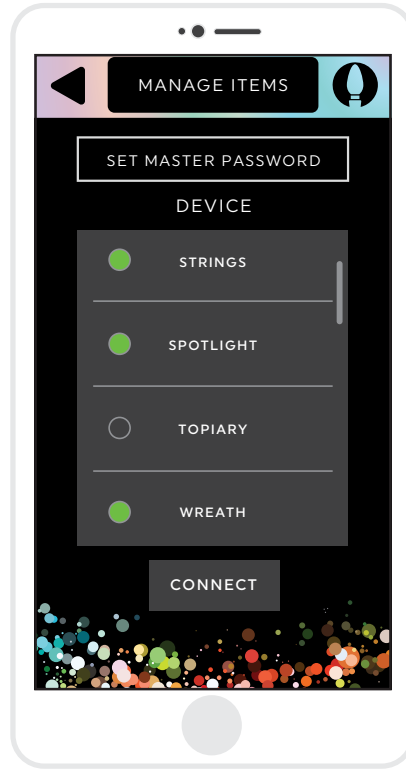 MANAGE ITEMS
SET MASTER PASSWORD
DEVICE
STRINGS
SPOTLIGHT
TOPIARY
WREATH
CONNECT